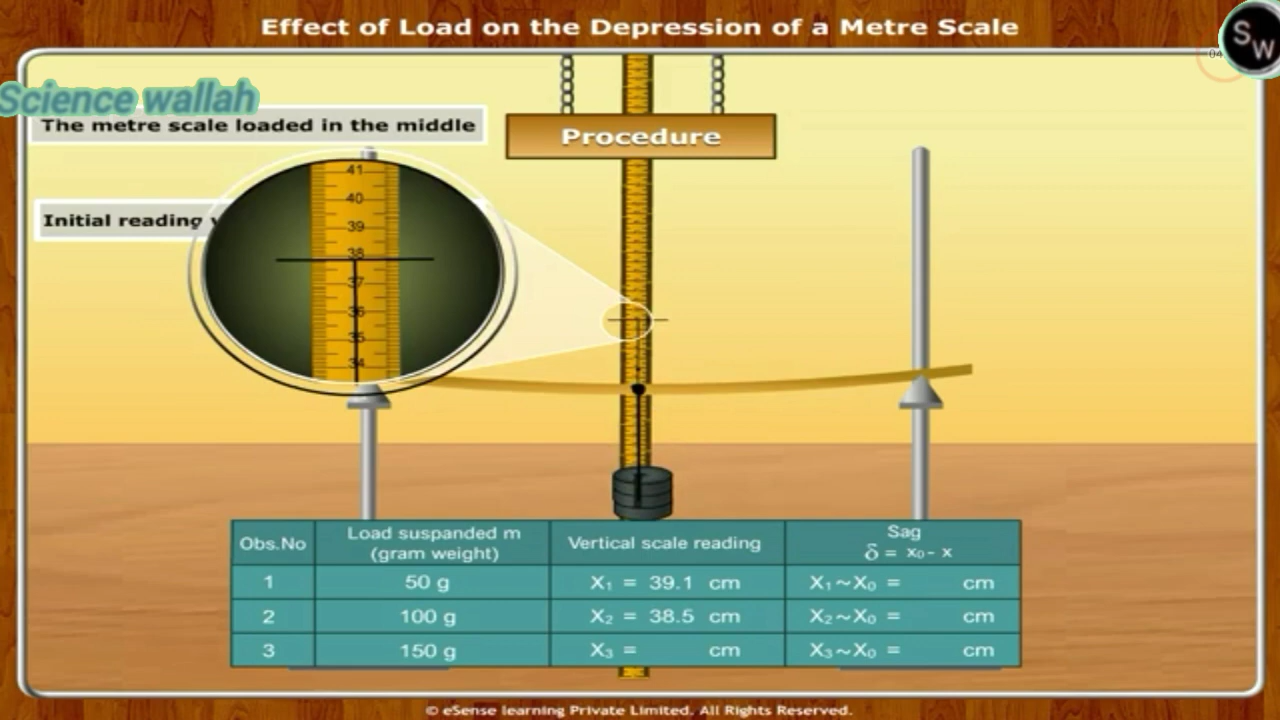 Effect of Load on the Depression of a Metre Scale
SW
04
Science wallah
The metre scale loaded in the middle
Procedure
Initial reading
41
40
39
38
37
36
35
34
Obs.No Load suspanded m (gram weight) Vertical scale reading Sag δ = x₀ - x
1 50 g X₁ = 39.1 cm X₁~X₀ = cm
2 100 g X₂ = 38.5 cm X₂~X₀ = cm
3 150 g X₃ = cm X₃~X₀ = cm
© eSense learning Private Limited. All Rights Reserved.